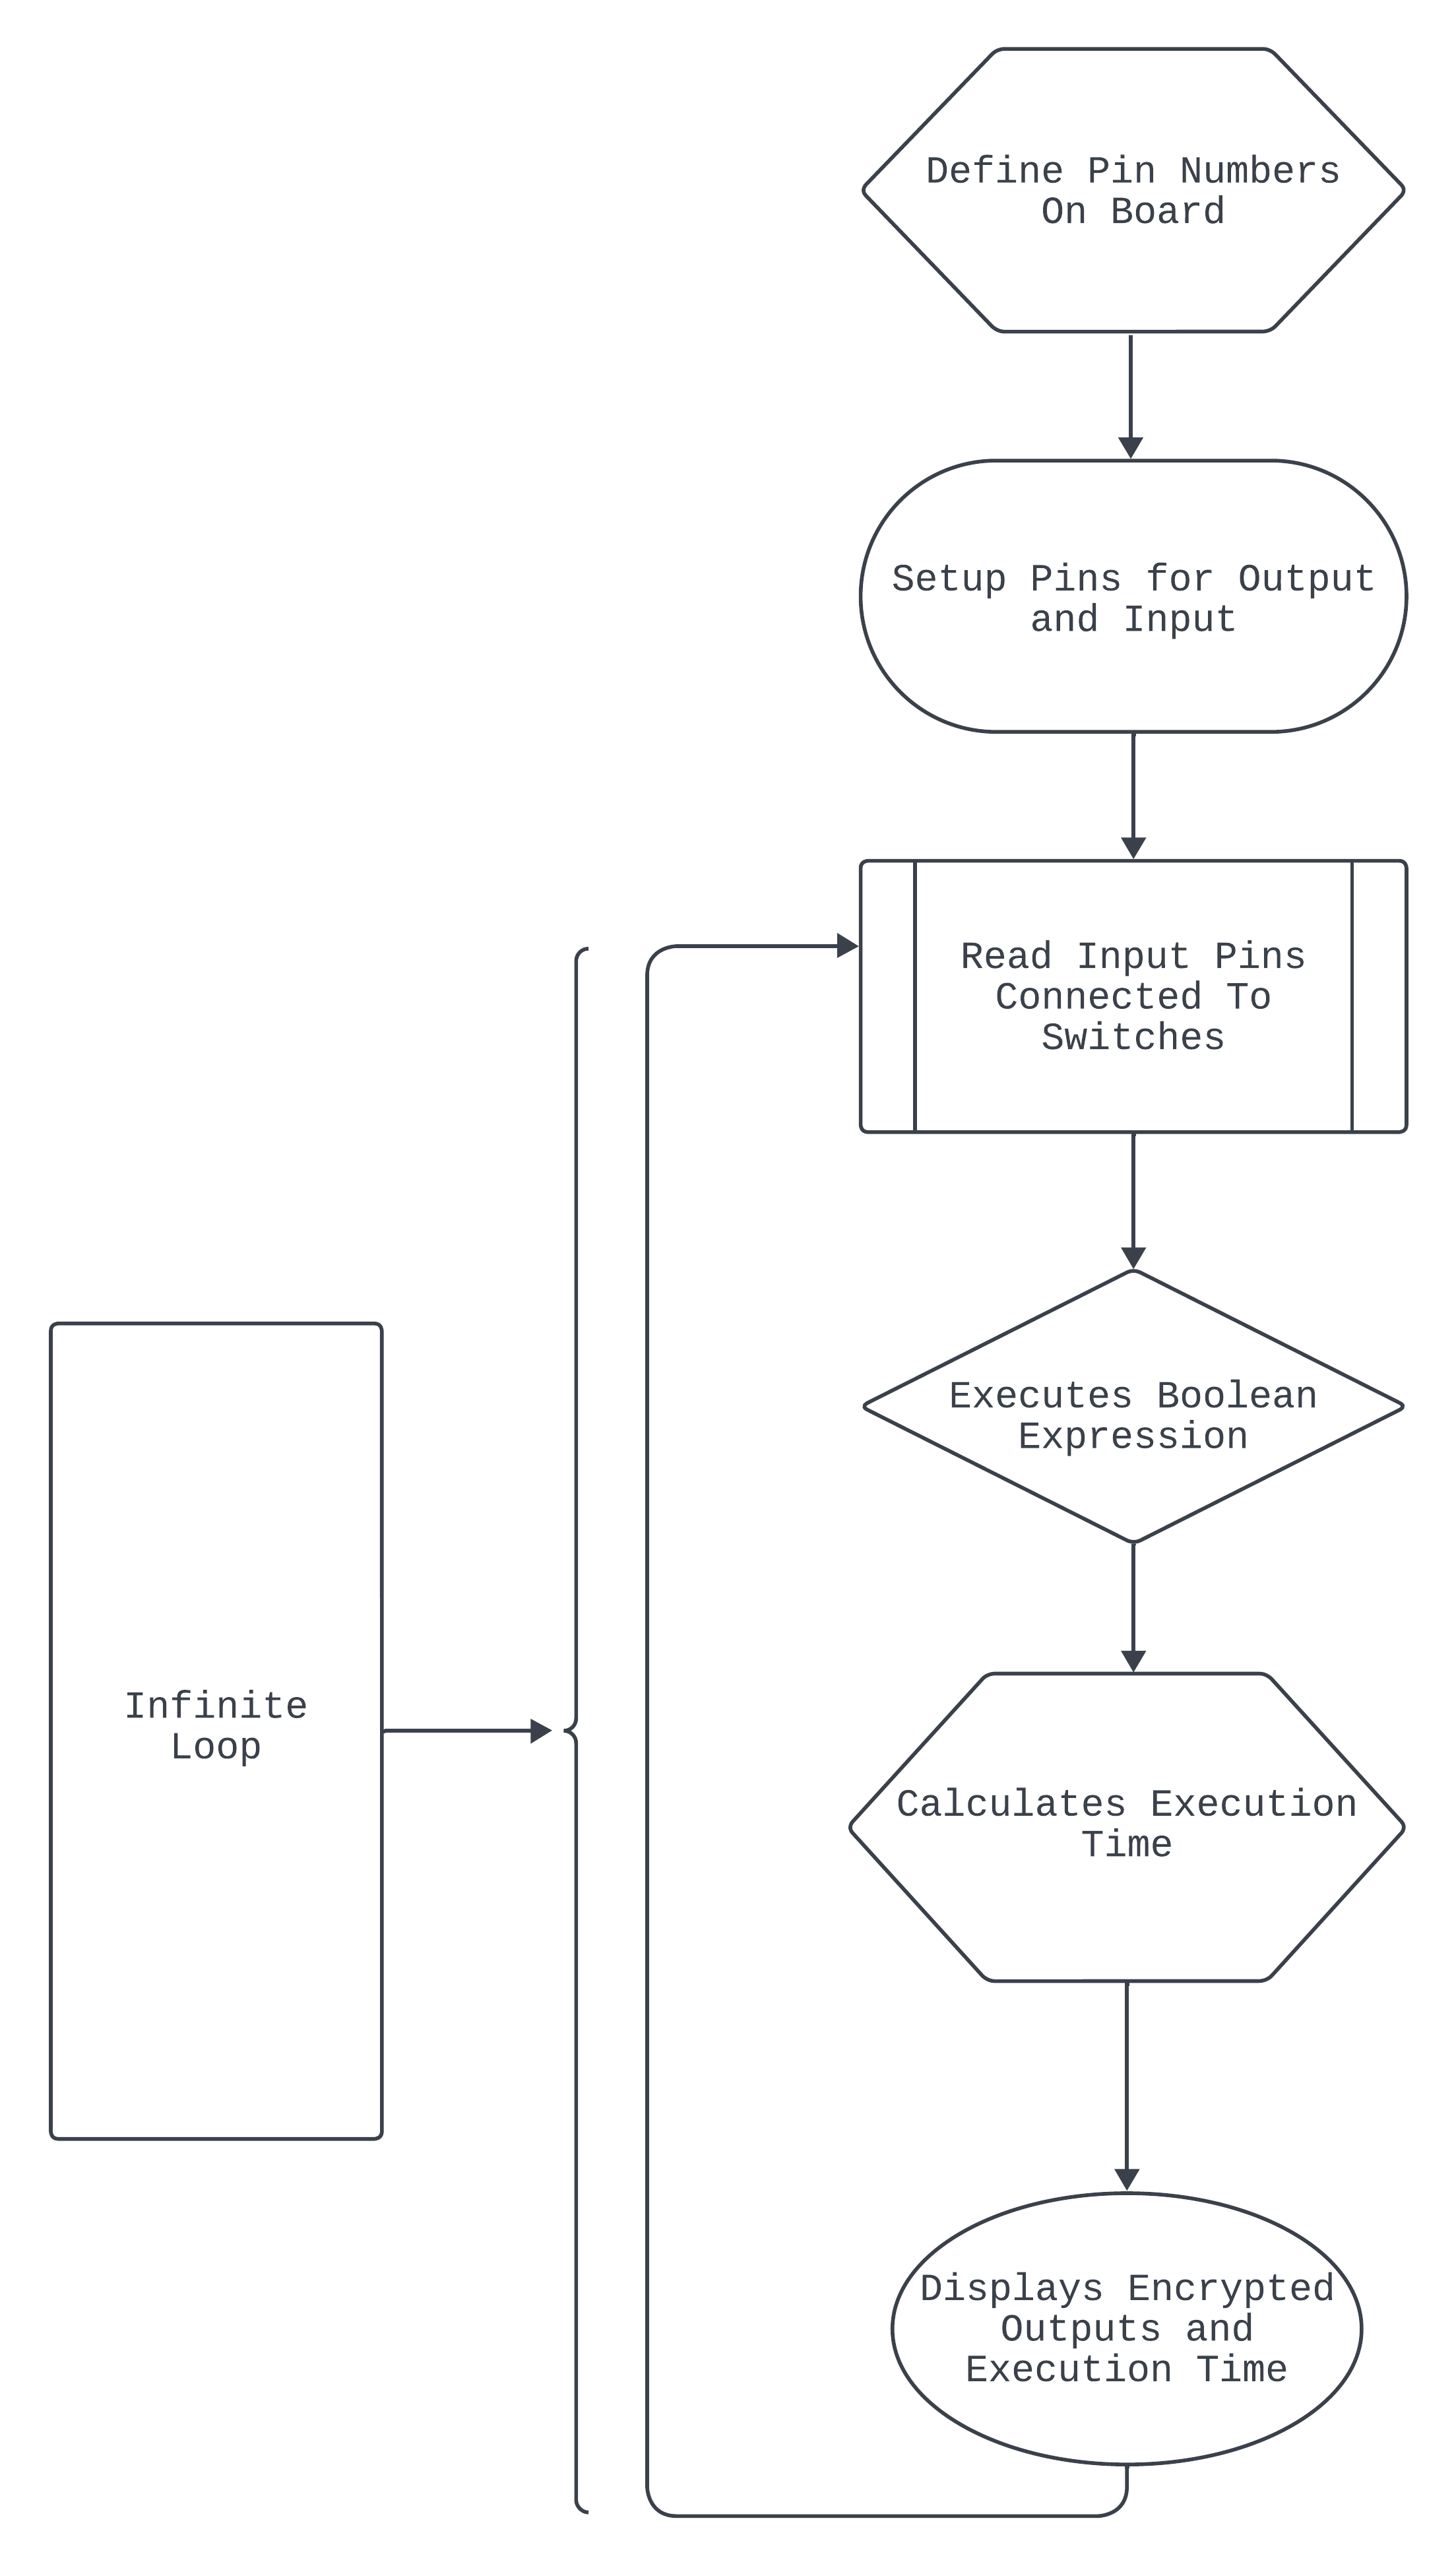 Define Pin Numbers
On Board
Setup Pins for Output
and Input
Read Input Pins
Connected To
Switches
Executes Boolean
Expression
Infinite
Loop
Calculates Execution
Time
Displays Encrypted
Outputs and
Execution Time